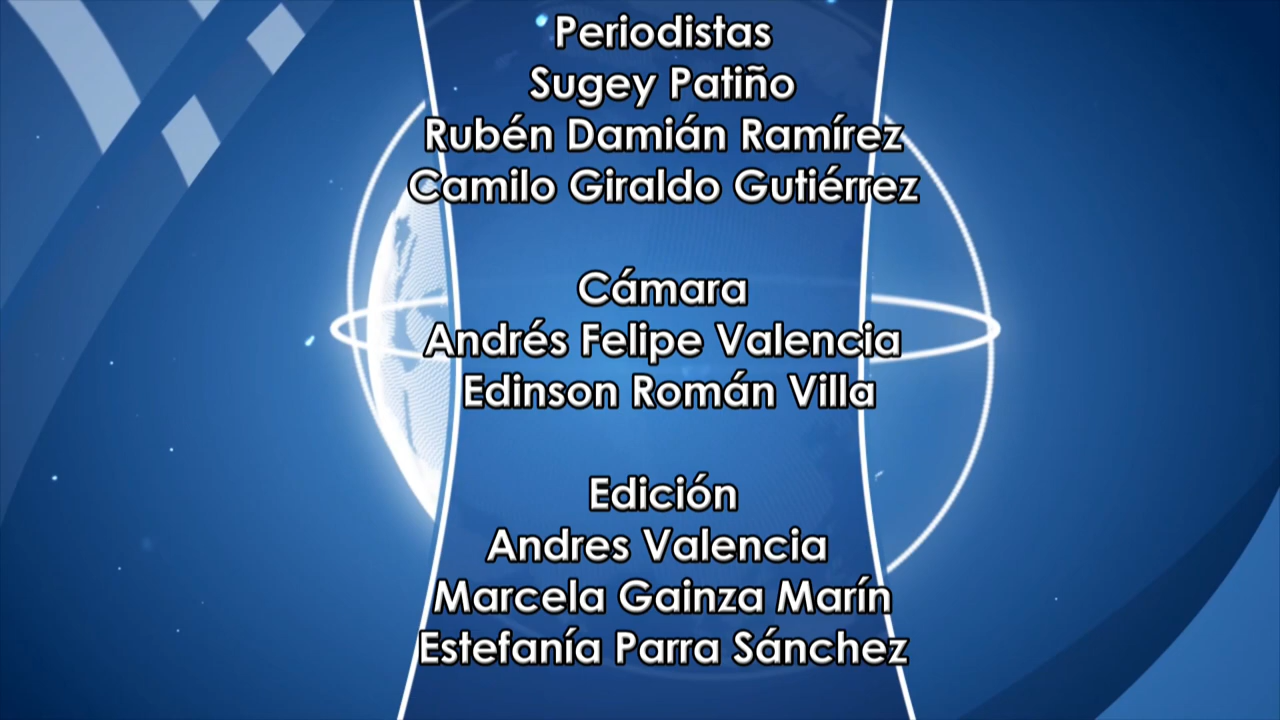 Periodistas
Sugey Patiño
Rubén Damián Ramírez
Camilo Giraldo Gutiérrez
Cámara
Andrés Felipe Valencia
Edinson Román Villa
Edición
Andres Valencia
Marcela Gainza Marín
Estefanía Parra Sánchez